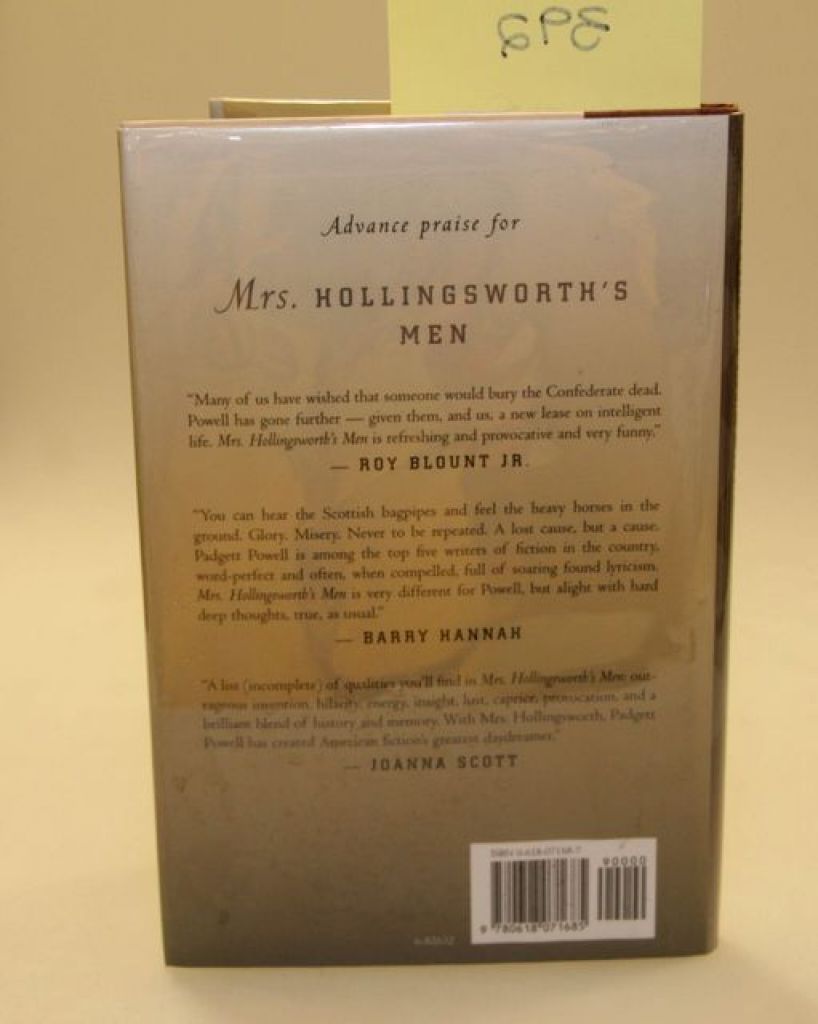 Advance praise for
Mrs. HOLLINGSWORTH'S
MEN
"Many of us have wished that someone would bury the Confederate dead.
Powell has gone further — given them, and us, a new lease on intelligent
life. Mrs. Hollingsworth's Men is refreshing and provocative and very funny."
— ROY BLOUNT JR.
"You can hear the Scottish bagpipes and feel the heavy horses in the
ground. Glory. Misery. Never to be repeated. A lost cause, but a cause.
Padgett Powell is among the top five writers of fiction in the country,
word-perfect and often, when compelled, full of soaring found lyricism.
Mrs. Hollingsworth's Men is very different for Powell, but alight with hard
deep thoughts, true, as usual."
— BARRY HANNAH
"A list (incomplete) of qualities you'll find in Mrs. Hollingsworth's Men: out-
rageous invention, hilarity, energy, insight, lust, caprice, provocation, and a
brilliant blend of history and memory. With Mrs. Hollingsworth, Padgett
Powell has created American fiction's greatest daydreamer."
— JOANNA SCOTT
ISBN 0-618-07168-7
90000
9 780618 071685